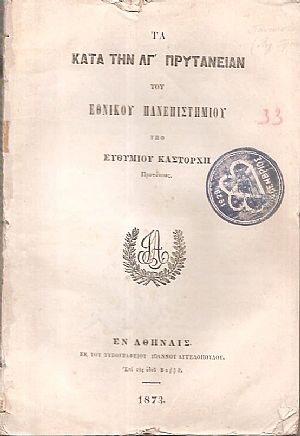 ΤΑ
ΚΑΤΑ ΤΗΝ ΛΓ΄ ΠΡΥΤΑΝΕΙΑΝ
ΤΟΥ
ΕΘΝΙΚΟΥ ΠΑΝΕΠΙΣΤΗΜΙΟΥ
ΥΠΟ
ΕΥΘΥΜΙΟΥ ΚΑΣΤΟΡΧΗ
Πρυτάνεως.
33
ΕΝ ΑΘΗΝΑΙΣ
ΕΚ ΤΟΥ ΤΥΠΟΓΡΑΦΕΙΟΥ ΙΩΑΝΝΟΥ ΑΓΓΕΛΟΠΟΥΛΟΥ.
1873.